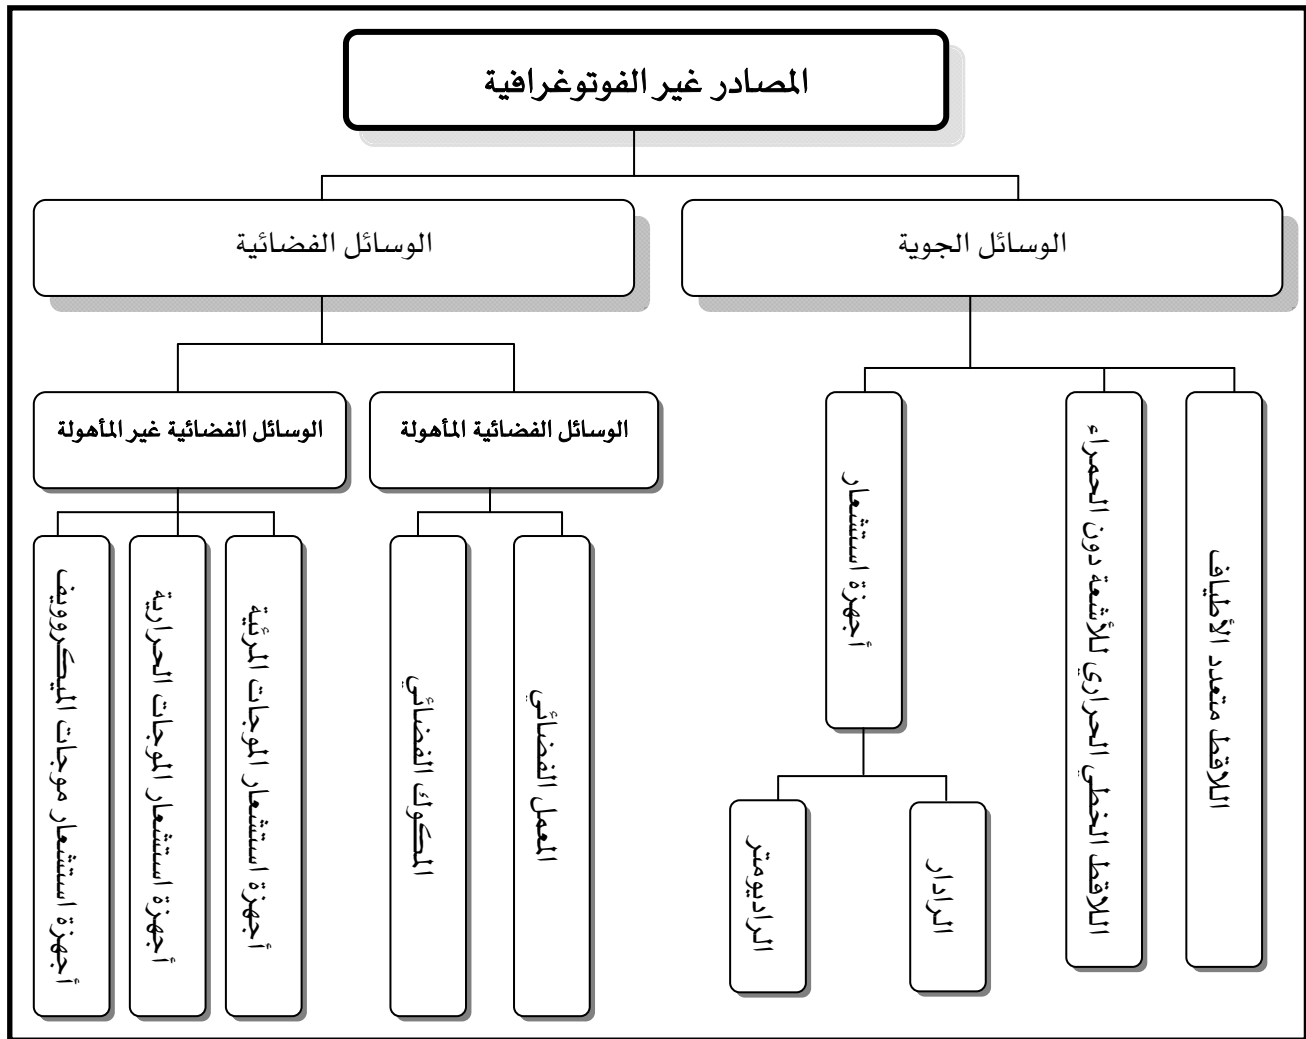 المصادر غير الفوتوغرافية
الوسائل الجوية
الوسائل الفضائية
اللاقط متعدد الأطياف
اللاقط الخطي الحراري للأشعة دون الحمراء
أجهزة استشعار
الرادار
الراديومتر
الوسائل الفضائية المأهولة
الوسائل الفضائية غير المأهولة
المعمل الفضائي
المكوك الفضائي
أجهزة استشعار الموجات المرئية
أجهزة استشعار الموجات الحرارية
أجهزة استشعار موجات الميكروويف